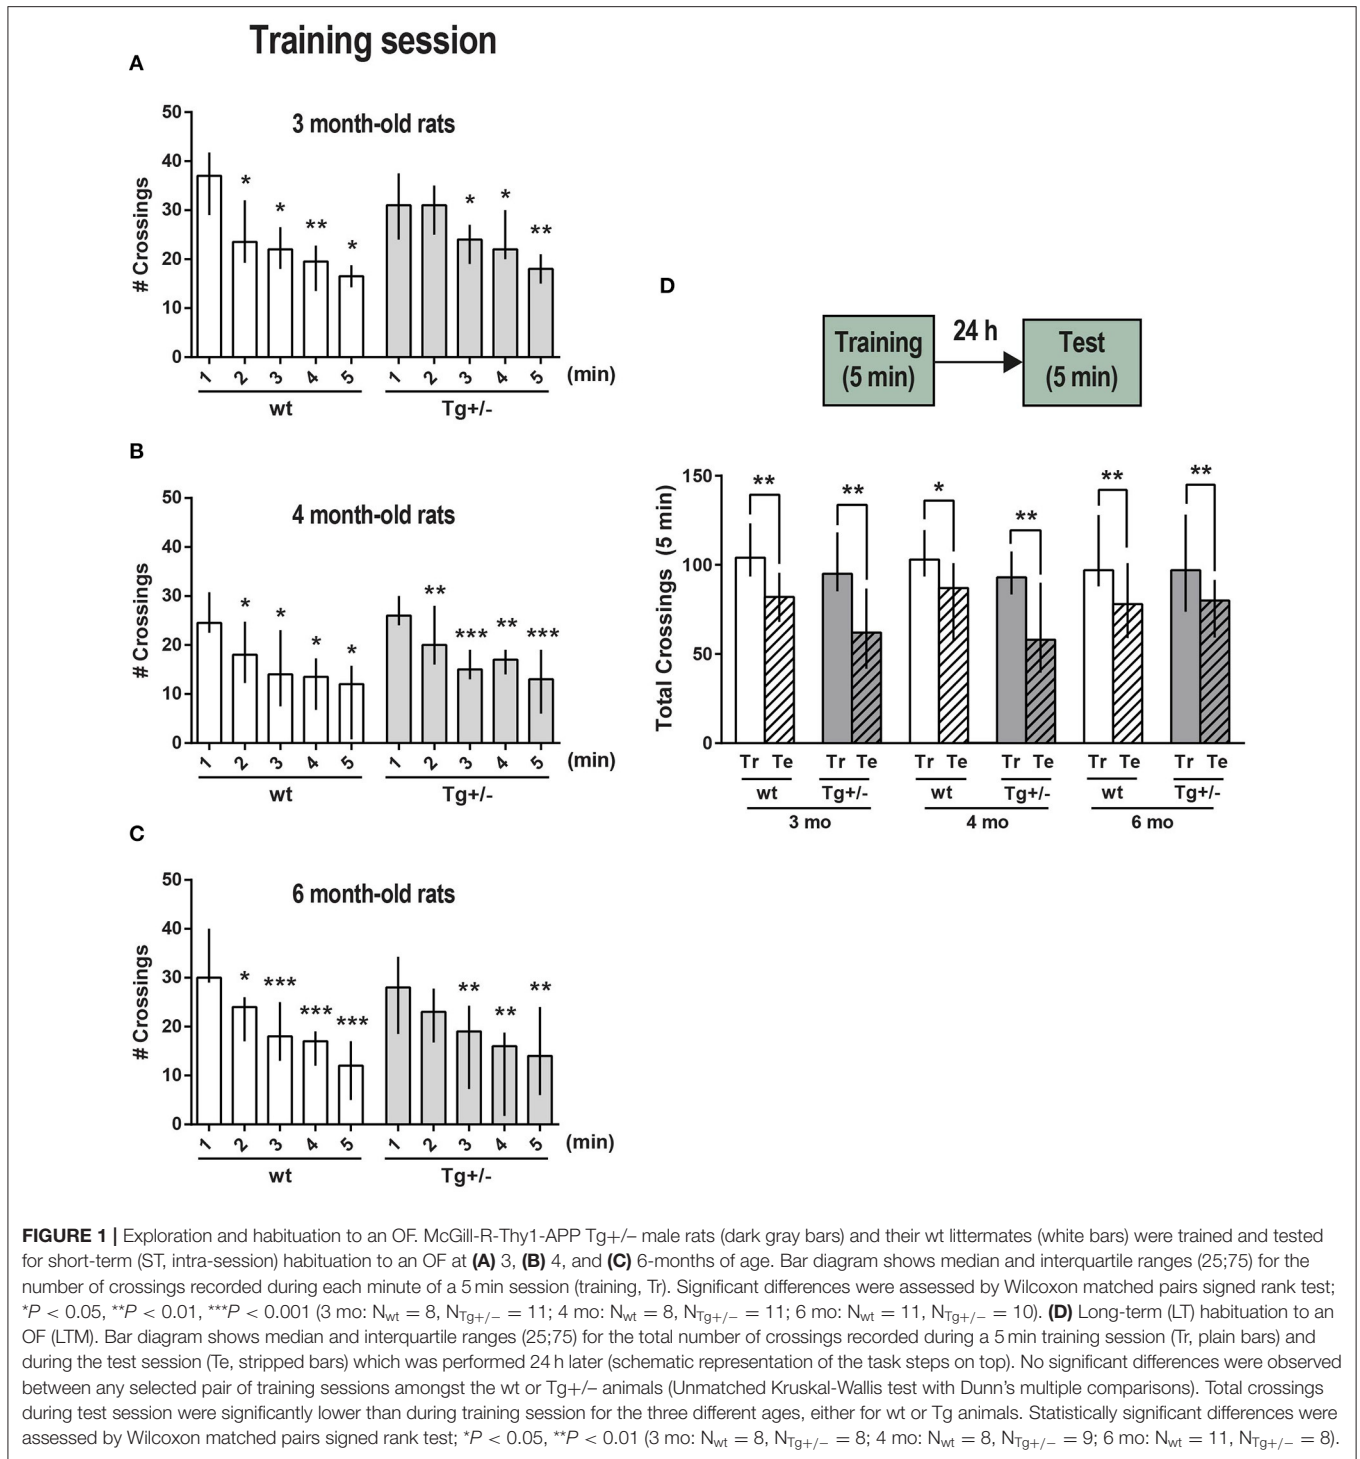 Training session
A
3 month-old rats
# Crossings
50
40
30
20
10
0
* * ** *
* * **
1 2 3 4 5 1 2 3 4 5 (min)
wt Tg+/-
B
4 month-old rats
# Crossings
50
40
30
20
10
0
* * * *
** *** ** ***
1 2 3 4 5 1 2 3 4 5 (min)
wt Tg+/-
C
6 month-old rats
# Crossings
50
40
30
20
10
0
* *** *** ***
** ** **
1 2 3 4 5 1 2 3 4 5 (min)
wt Tg+/-
D
Training
(5 min)
24 h
Test
(5 min)
Total Crossings (5 min)
150
100
50
0
** ** * ** ** **
Tr Te Tr Te Tr Te Tr Te Tr Te Tr Te
wt Tg+/- wt Tg+/- wt Tg+/-
3 mo 4 mo 6 mo
FIGURE 1 | Exploration and habituation to an OF. McGill-R-Thy1-APP Tg+/− male rats (dark gray bars) and their wt littermates (white bars) were trained and tested
for short-term (ST, intra-session) habituation to an OF at (A) 3, (B) 4, and (C) 6-months of age. Bar diagram shows median and interquartile ranges (25;75) for the
number of crossings recorded during each minute of a 5 min session (training, Tr). Significant differences were assessed by Wilcoxon matched pairs signed rank test;
*P < 0.05, **P < 0.01, ***P < 0.001 (3 mo: Nwt = 8, NTg+/− = 11; 4 mo: Nwt = 8, NTg+/− = 11; 6 mo: Nwt = 11, NTg+/− = 10). (D) Long-term (LT) habituation to an
OF (LTM). Bar diagram shows median and interquartile ranges (25;75) for the total number of crossings recorded during a 5 min training session (Tr, plain bars) and
during the test session (Te, stripped bars) which was performed 24 h later (schematic representation of the task steps on top). No significant differences were observed
between any selected pair of training sessions amongst the wt or Tg+/− animals (Unmatched Kruskal-Wallis test with Dunn's multiple comparisons). Total crossings
during test session were significantly lower than during training session for the three different ages, either for wt or Tg animals. Statistically significant differences were
assessed by Wilcoxon matched pairs signed rank test; *P < 0.05, **P < 0.01 (3 mo: Nwt = 8, NTg+/− = 8; 4 mo: Nwt = 8, NTg+/− = 9; 6 mo: Nwt = 11, NTg+/− = 8).